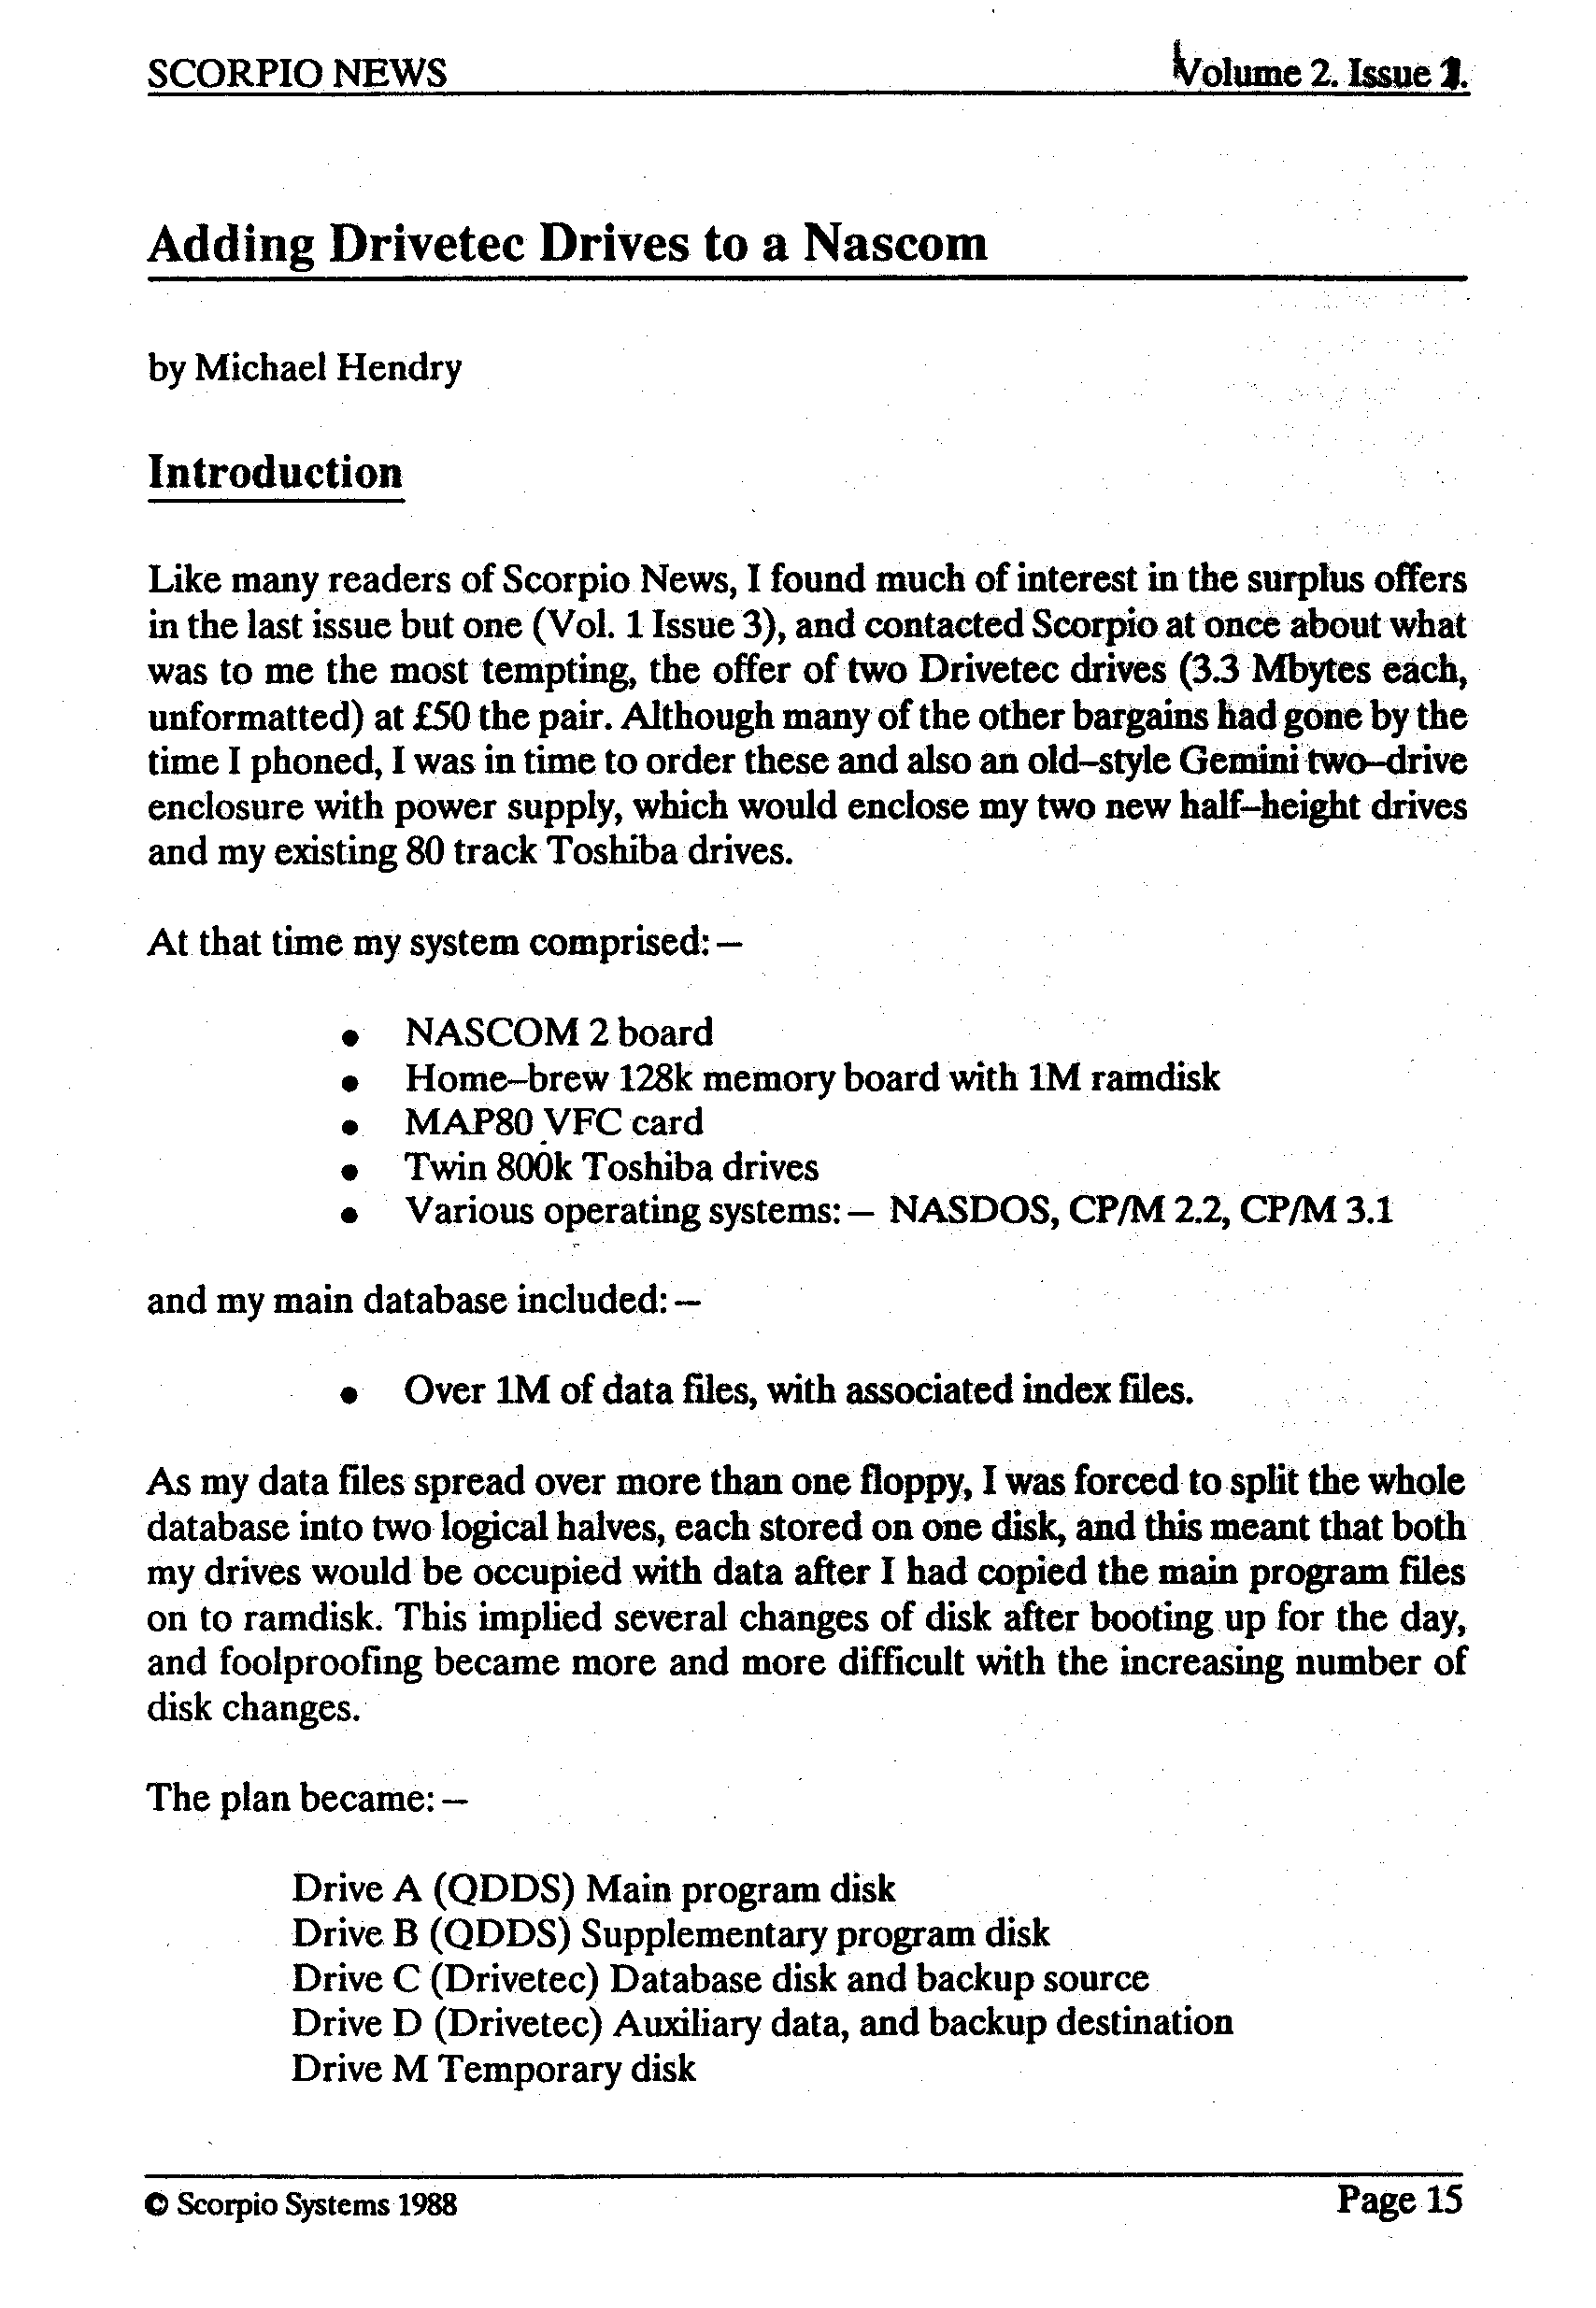 SCORPIO NEWS
Volume 2. Issue
Adding Drivetec Drives to a Nascom
by Michael Hendry
Introduction
Like many readers of Scorpio News, I found much of interest in the surplus offers
in the last issue but one (Vol. 1 Issue 3), and contacted Scorpio at once about what
was to me the most tempting, the offer of two Drivetec drives (3.3 Mbytes each,
unformatted) at £50 the pair. Although many of the other bargains had gone by the
time I phoned, I was in time to order these and also an old–style Gemini two–drive
enclosure with power supply, which would enclose my two new half–height drives
and my existing 80 track Toshiba drives.
At that time my system comprised: –
● NASCOM 2 board
● Home–brew 128k memory board with 1M ramdisk
● MAP80 VFC card
● Twin 800k Toshiba drives
● Various operating systems: – NASDOS, CP/M 2.2, CP/M 3.1
and my main database included: –
● Over 1M of data files, with associated index files.
As my data files spread over more than one floppy, I was forced to split the whole
database into two logical halves, each stored on one disk, and this meant that both
my drives would be occupied with data after I had copied the main program files
on to ramdisk. This implied several changes of disk after booting up for the day,
and foolproofing became more and more difficult with the increasing number of
disk changes.
The plan became: –
Drive A (QDDS) Main program disk
Drive B (QDDS) Supplementary program disk
Drive C (Drivetec) Database disk and backup source
Drive D (Drivetec) Auxiliary data, and backup destination
Drive M Temporary disk
© Scorpio Systems 1988
Page 15